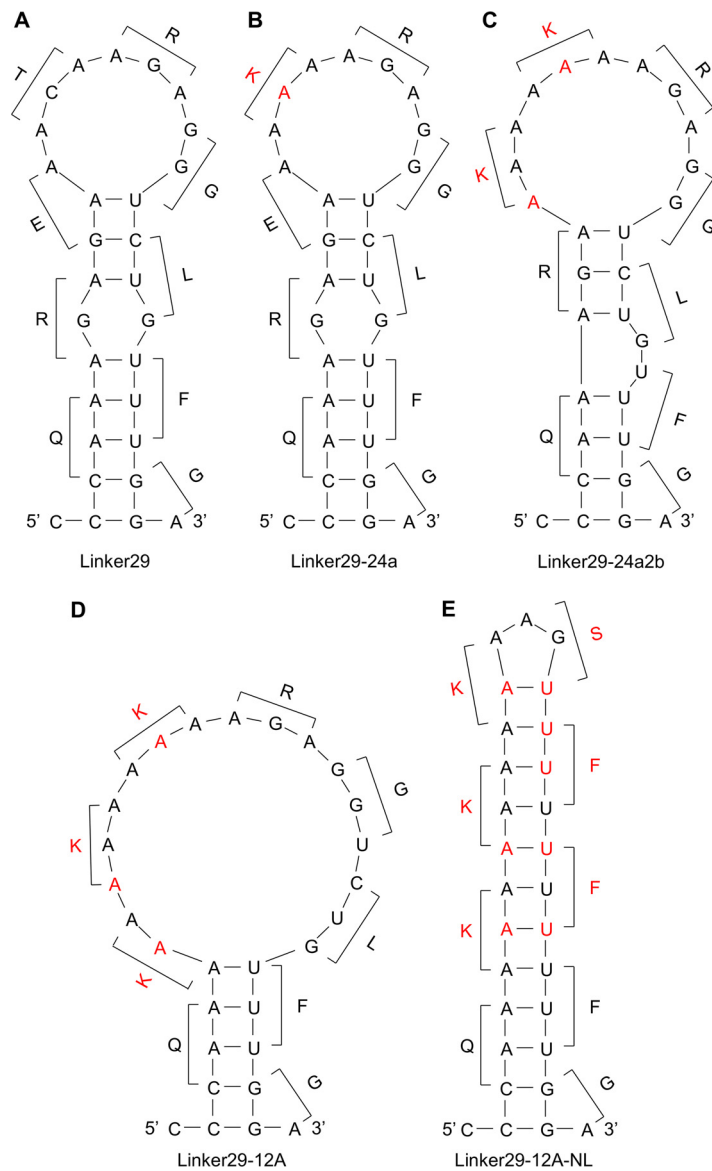 A
R
A A G
T C A
A G
A G G
E A U
G C
A U L
R G G
A U
A U F
Q A U
C G G
5’ C C G A 3’
Linker29
B
R
K A A G
A A
A G
A G G
E A U
G C
A U L
R G G
A U
A U F
Q A U
C G G
5’ C C G A 3’
Linker29-24a
C
K
A A A R
A G
A A
K A G
A G G
A U
R G C
A U L
G
U
A U
Q A U F
C G G
5’ C C G A 3’
Linker29-24a2b
D
R
K A A G
A A
A G G
A G
K A U
A C
A U
A G L
K A U
A U F
Q A U
C G G
5’ C C G A 3’
Linker29-12A
E
A
A G S
K A U
A U
A U F
K A U
A U
A U F
K A U
A U
A U F
Q A U
C G G
5’ C C G A 3’
Linker29-12A-NL